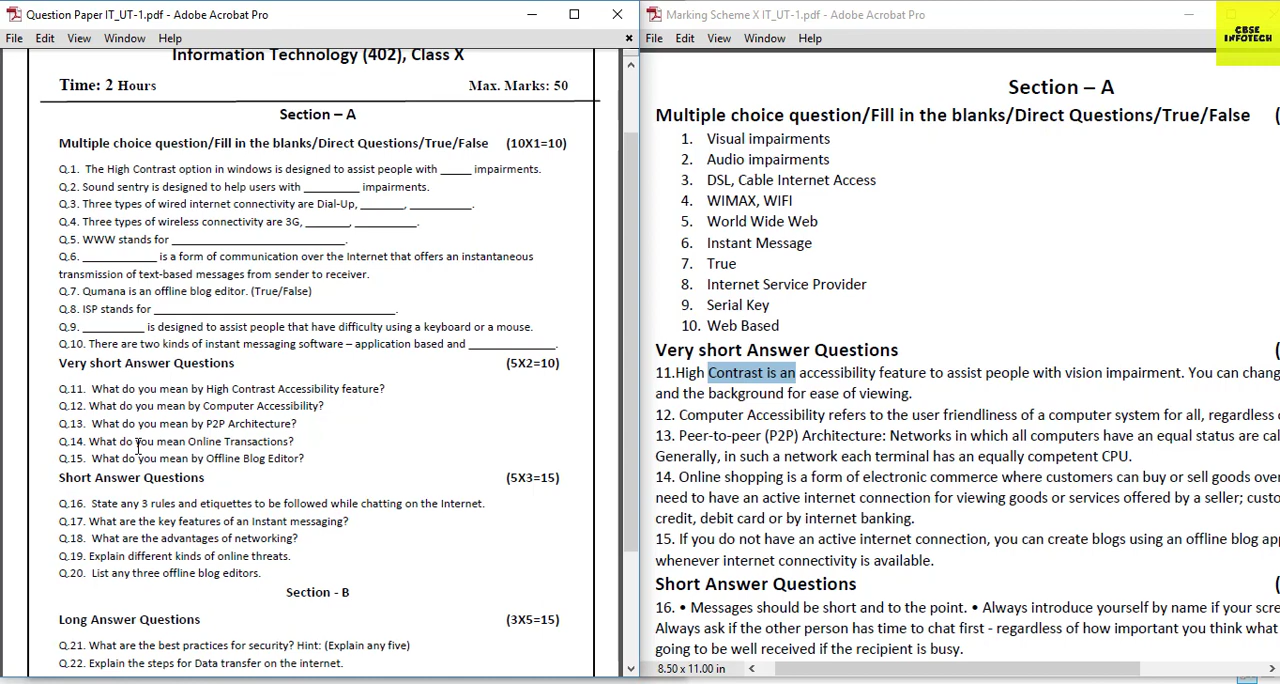 Question Paper IT_UT-1.pdf - Adobe Acrobat Pro
File Edit View Window Help
Information Technology (402), Class X
Time: 2 Hours Max. Marks: 50
Section – A
Multiple choice question/Fill in the blanks/Direct Questions/True/False (10X1=10)
Q.1. The High Contrast option in windows is designed to assist people with _____ impairments.
Q.2. Sound sentry is designed to help users with _________ impairments.
Q.3. Three types of wired internet connectivity are Dial-Up, _______, __________.
Q.4. Three types of wireless connectivity are 3G, _______, __________.
Q.5. WWW stands for ____________________________.
Q.6. ____________ is a form of communication over the Internet that offers an instantaneous
transmission of text-based messages from sender to receiver.
Q.7. Qumana is an offline blog editor. (True/False)
Q.8. ISP stands for _______________________________________.
Q.9. __________ is designed to assist people that have difficulty using a keyboard or a mouse.
Q.10. There are two kinds of instant messaging software – application based and ______________.
Very short Answer Questions (5X2=10)
Q.11. What do you mean by High Contrast Accessibility feature?
Q.12. What do you mean by Computer Accessibility?
Q.13. What do you mean by P2P Architecture?
Q.14. What do you mean Online Transactions?
Q.15. What do you mean by Offline Blog Editor?
Short Answer Questions (5X3=15)
Q.16. State any 3 rules and etiquettes to be followed while chatting on the Internet.
Q.17. What are the key features of an Instant messaging?
Q.18. What are the advantages of networking?
Q.19. Explain different kinds of online threats.
Q.20. List any three offline blog editors.
Section - B
Long Answer Questions (3X5=15)
Q.21. What are the best practices for security? Hint: (Explain any five)
Q.22. Explain the steps for Data transfer on the internet.
Marking Scheme X IT_UT-1.pdf - Adobe Acrobat Pro
CBSE
INFOTECH
File Edit View Window Help
Section – A
Multiple choice question/Fill in the blanks/Direct Questions/True/False (
1. Visual impairments
2. Audio impairments
3. DSL, Cable Internet Access
4. WIMAX, WIFI
5. World Wide Web
6. Instant Message
7. True
8. Internet Service Provider
9. Serial Key
10. Web Based
Very short Answer Questions (
11.High Contrast is an accessibility feature to assist people with vision impairment. You can chang
and the background for ease of viewing.
12. Computer Accessibility refers to the user friendliness of a computer system for all, regardless
13. Peer-to-peer (P2P) Architecture: Networks in which all computers have an equal status are cal
Generally, in such a network each terminal has an equally competent CPU.
14. Online shopping is a form of electronic commerce where customers can buy or sell goods over
need to have an active internet connection for viewing goods or services offered by a seller; custo
credit, debit card or by internet banking.
15. If you do not have an active internet connection, you can create blogs using an offline blog app
whenever internet connectivity is available.
Short Answer Questions (
16. • Messages should be short and to the point. • Always introduce yourself by name if your scre
Always ask if the other person has time to chat first - regardless of how important you think what
going to be well received if the recipient is busy.
8.50 x 11.00 in